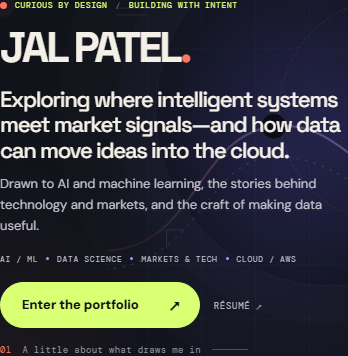 CURIOUS BY DESIGN / BUILDING WITH INTENT
JAL PATEL.
Exploring where intelligent systems
meet market signals—and how data
can move ideas into the cloud.
Drawn to AI and machine learning, the stories behind
technology and markets, and the craft of making data
useful.
AI / ML • DATA SCIENCE • MARKETS & TECH • CLOUD / AWS
Enter the portfolio ↗ RÉSUMÉ ↗
01 A little about what draws me in